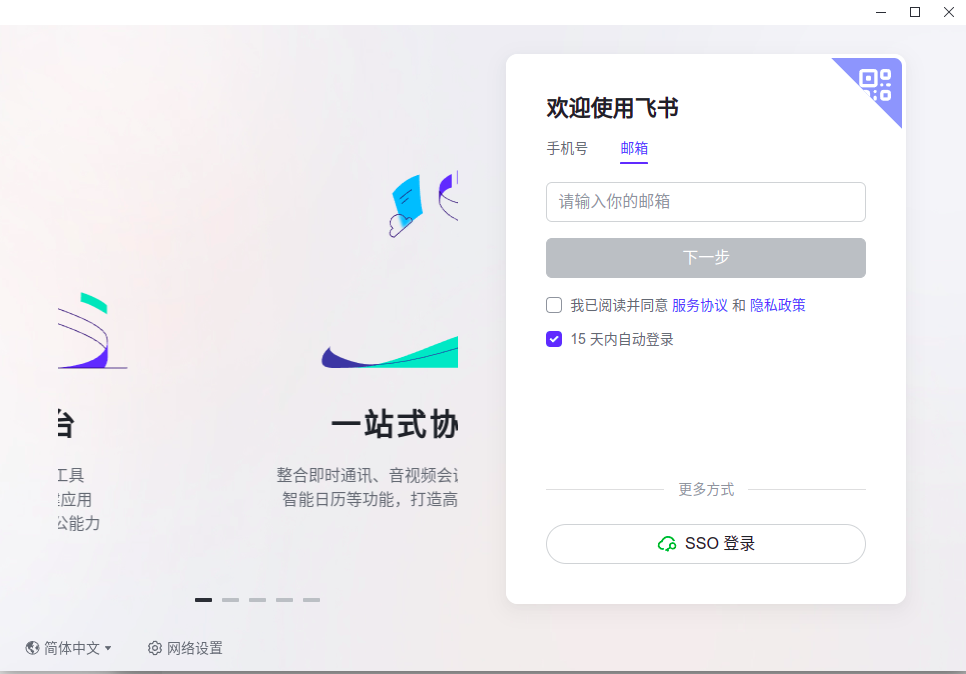 欢迎使用飞书
手机号
邮箱
请输入你的邮箱
下一步
我已阅读并同意 服务协议 和 隐私政策
15 天内自动登录
更多方式
SSO 登录
台
工具
应用
公能力
一站式协
整合即时通讯、音视频会
智能日历等功能，打造高
简体中文
网络设置